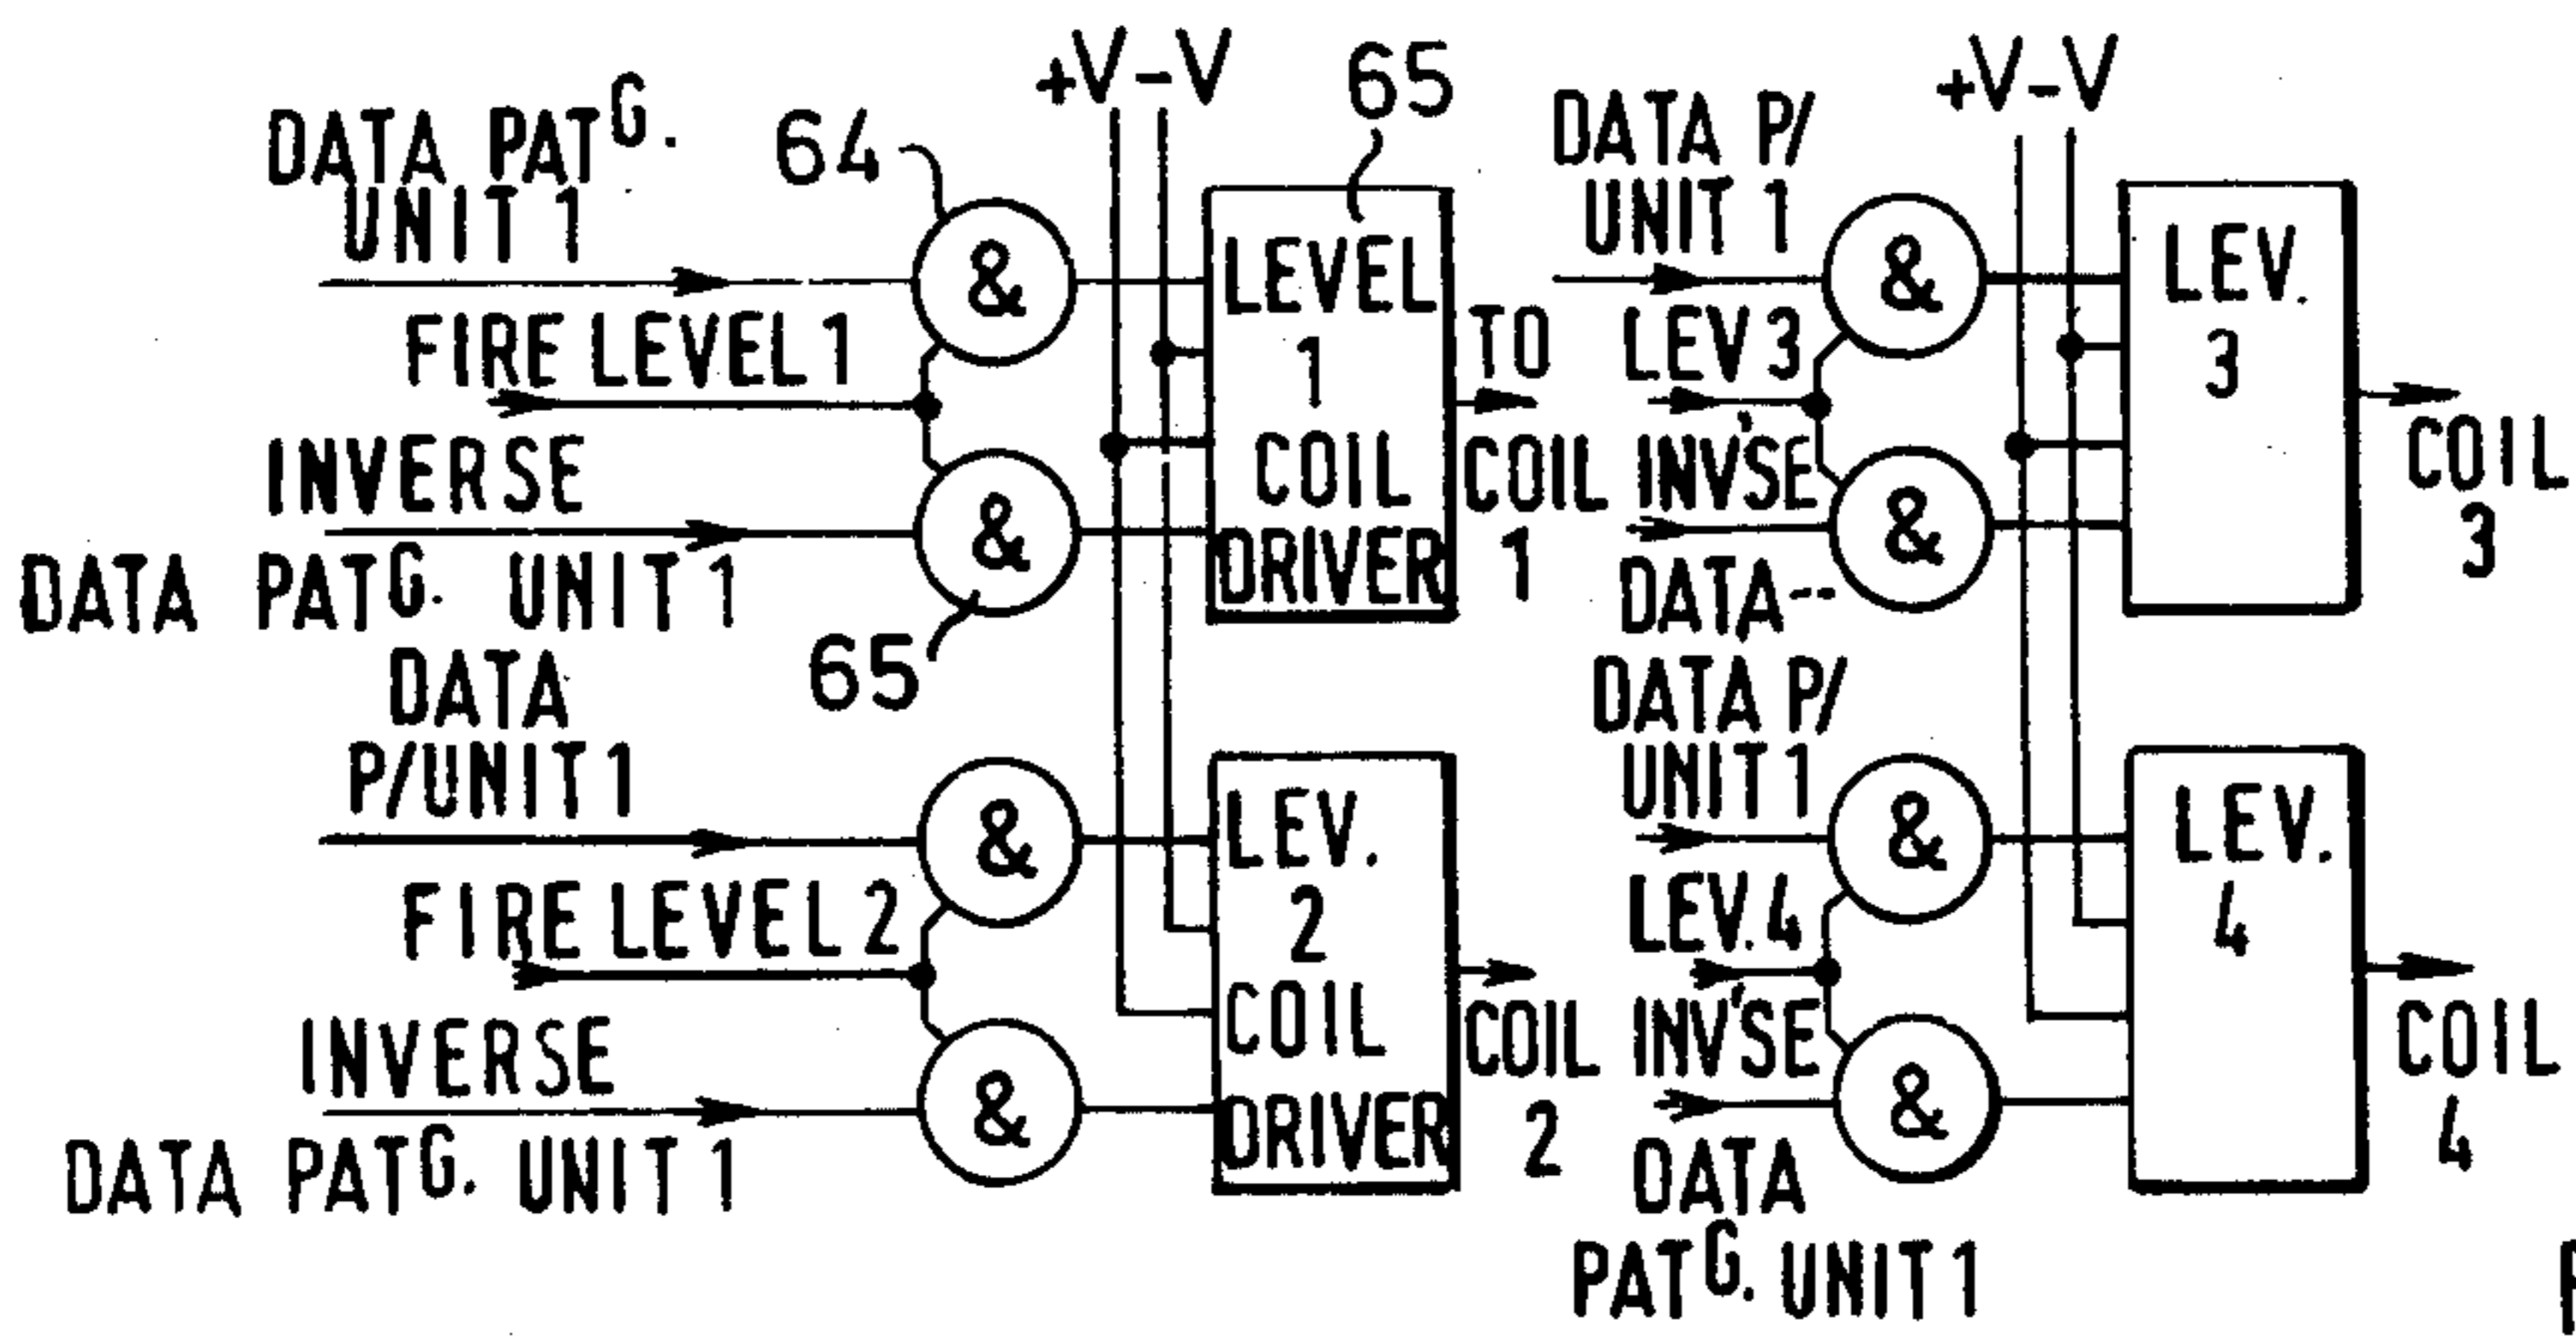 DATA PATG.
UNIT 1
64
+V -V
65
&
FIRE LEVEL 1
INVERSE
&
DATA PATG. UNIT 1
65
LEVEL
1
COIL
DRIVER
TO
COIL
1
DATA
P/UNIT 1
&
FIRE LEVEL 2
INVERSE
&
DATA PATG. UNIT 1
LEV.
2
COIL
DRIVER
COIL
2
DATA P/
UNIT 1
+V -V
&
LEV 3
INV'SE
&
DATA--
LEV.
3
COIL
3
DATA P/
UNIT 1
&
LEV. 4
INV'SE
&
DATA
PATG. UNIT 1
LEV.
4
COIL
4